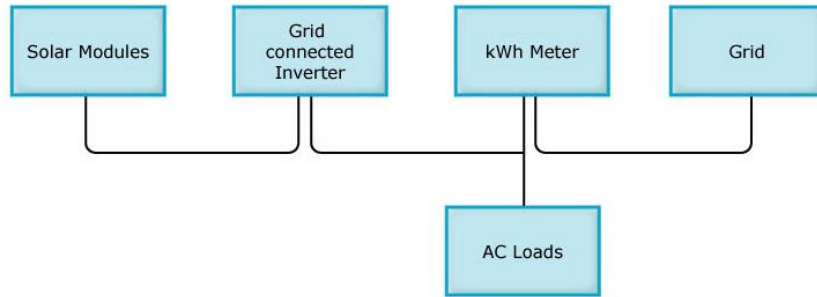 Solar Modules
Grid
connected
Inverter
kWh Meter
Grid
AC Loads